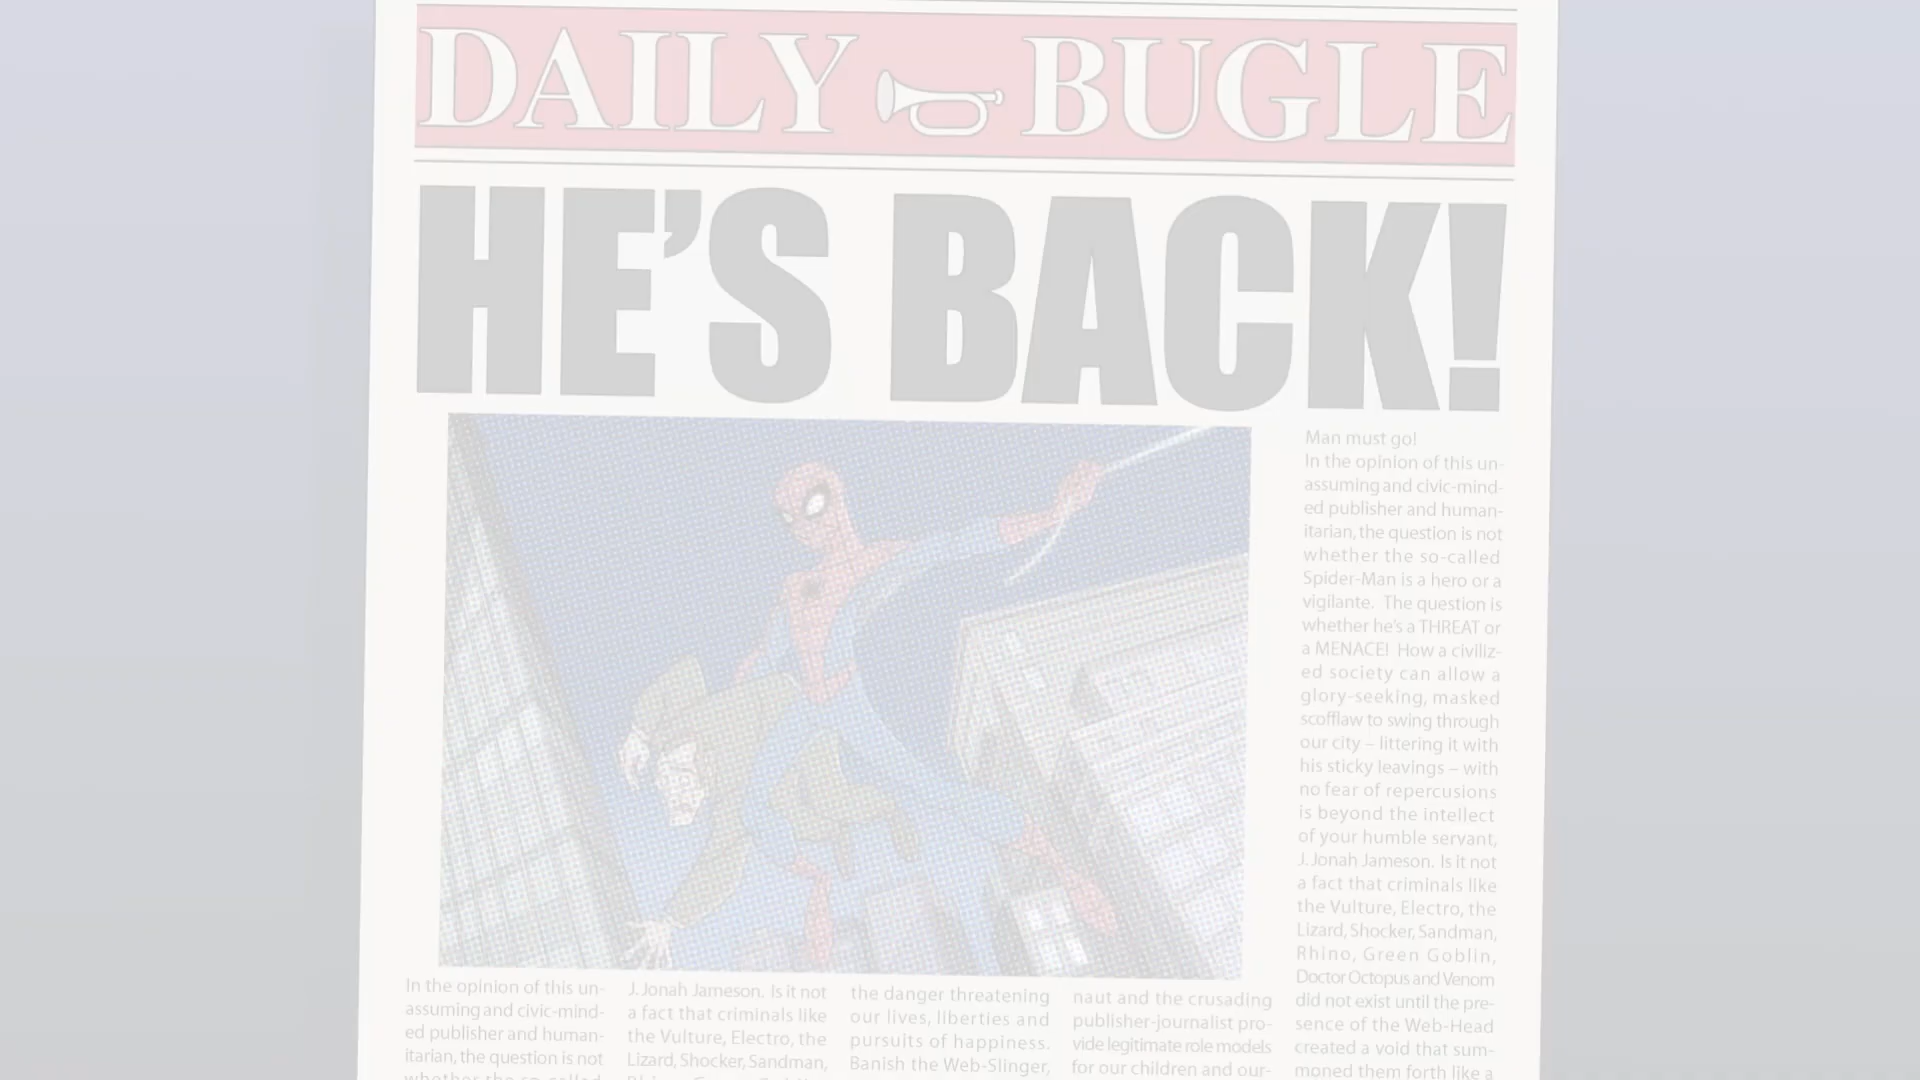 DAILY BUGLE
HE'S BACK!
Man must go!
In the opinion of this un-
assuming and civic-mind-
ed publisher and human-
itarian, the question is not
whether the so-called
Spider-Man is a hero or a
vigilante. The question is
whether he's a THREAT or
a MENACE! How a civiliz-
ed society can allow a
glory-seeking, masked
scofflaw to swing through
our city – littering it with
his sticky leavings – with
no fear of repercusions
is beyond the intellect
of your humble servant,
J. Jonah Jameson. Is it not
a fact that criminals like
the Vulture, Electro, the
Lizard, Shocker, Sandman,
Rhino, Green Goblin,
Doctor Octopus and Venom
did not exist until the pre-
sence of the Web-Head
created a void that sum-
moned them forth like a
In the opinion of this un-
assuming and civic-mind-
ed publisher and human-
itarian, the question is not
whether the so-called
J. Jonah Jameson. Is it not
a fact that criminals like
the Vulture, Electro, the
Lizard, Shocker, Sandman,
the danger threatening
our lives, liberties and
pursuits of happiness.
Banish the Web-Slinger,
naut and the crusading
publisher-journalist pro-
vide legitimate role models
for our children and our-